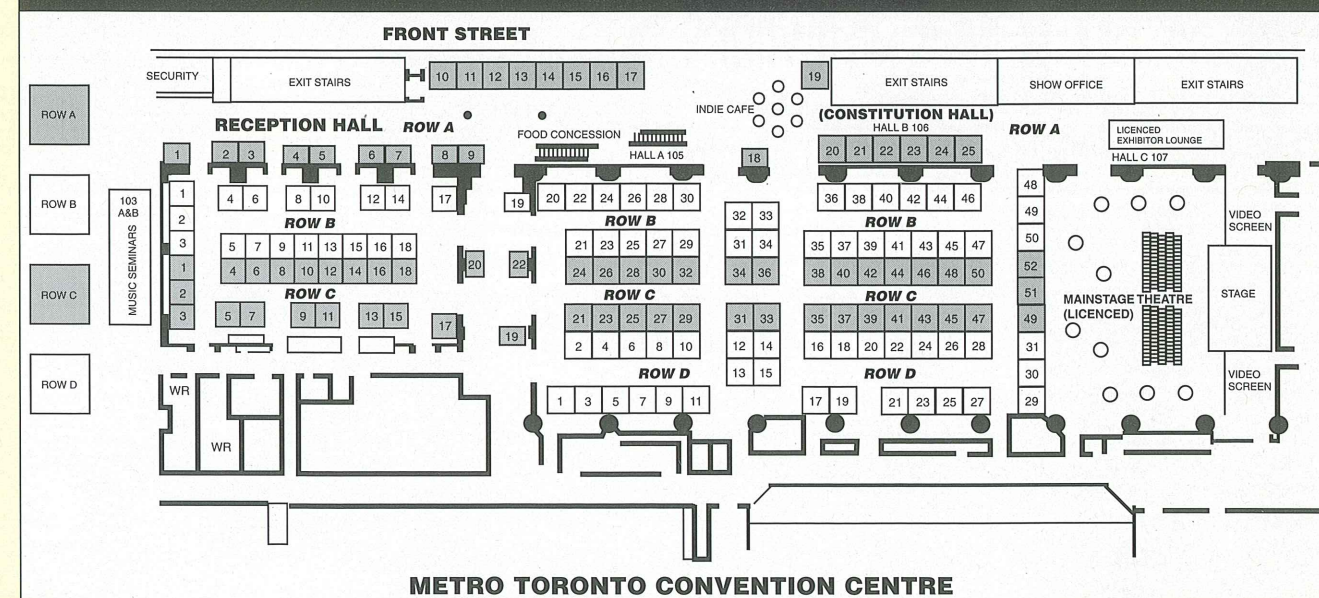 FRONT STREET
SECURITY
EXIT STAIRS
10 11 12 13 14 15 16 17
19
EXIT STAIRS
SHOW OFFICE
EXIT STAIRS
ROW A
INDIE CAFE
RECEPTION HALL ROW A
FOOD CONCESSION
HALL A 105
(CONSTITUTION HALL)
HALL B 106
ROW A
LICENCED
EXHIBITOR LOUNGE
HALL C 107
1
2 3
4 5
6 7
8 9
18
20 21 22 23 24 25
ROW B
103
A&B
MUSIC SEMINARS
1
2
3
1
2
3
4 6
8 10
12 14
17
19
20 22 24 26 28 30
36 38 40 42 44 46
48
49
50
52
51
49
31
30
29
ROW B
ROW B
ROW B
32 33
31 34
34 36
VIDEO
SCREEN
5 7 9 11 13 15 16 18
4 6 8 10 12 14 16 18
20
22
21 23 25 27 29
24 26 28 30 32
35 37 39 41 43 45 47
38 40 42 44 46 48 50
ROW C
ROW C
ROW C
ROW C
MAINSTAGE THEATRE
(LICENCED)
STAGE
5 7
9 11
13 15
17
19
21 23 25 27 29
2 4 6 8 10
31 33
12 14
13 15
35 37 39 41 43 45 47
16 18 20 22 24 26 28
ROW D
ROW D
ROW D
VIDEO
SCREEN
1 3 5 7 9 11
17 19
21 23 25 27
WR
WR
METRO TORONTO CONVENTION CENTRE